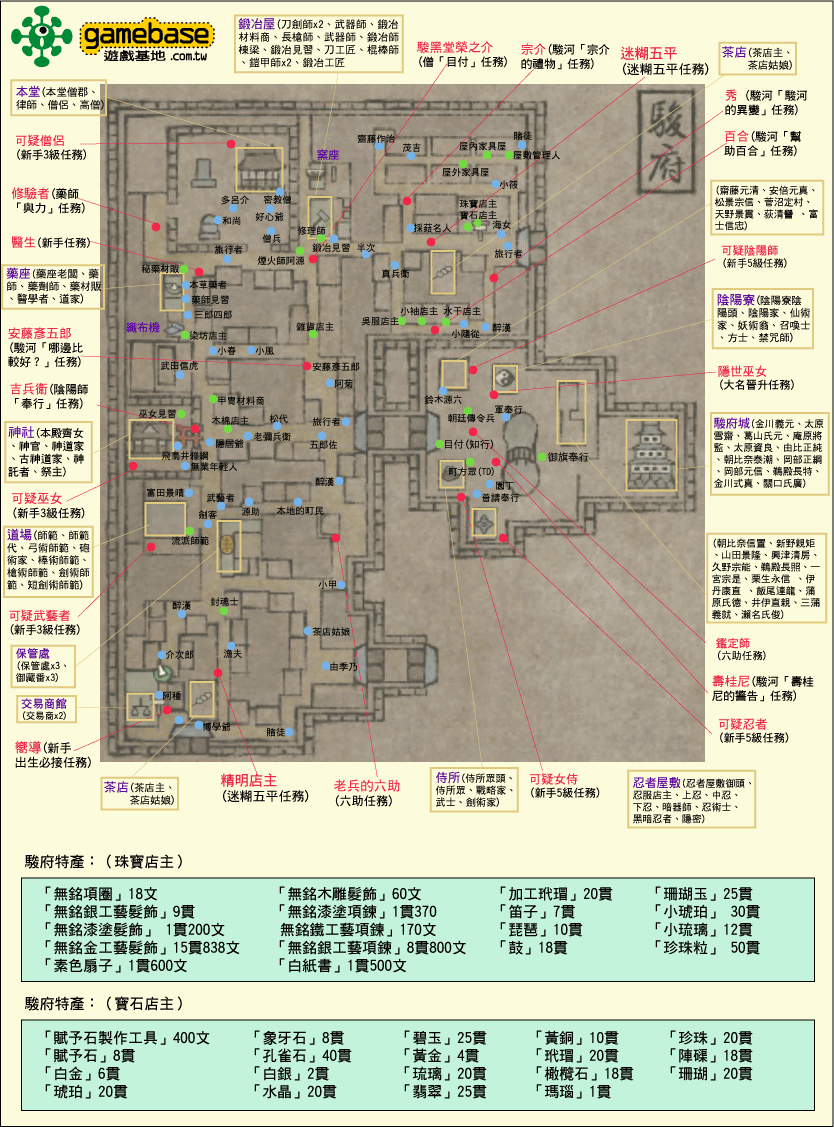 gamebase
遊戲基地.com.tw
鍛冶屋(刀劍師x2、武器師、鍛冶
材料商、長槍師、武器師、鍛冶師
棟梁、鍛冶見習、刀工匠、棍棒師
、鎧甲師x2、鍛冶工匠
駿黑堂榮之介
(僧「目付」任務)
宗介(駿河「宗介
的禮物」任務)
迷糊五平
(迷糊五平任務)
茶店(茶店主、
茶店姑娘)
本堂(本堂僧郡、
律師、僧侶、高僧)
秀(駿河「駿河
的異變」任務)
百合(駿河「幫
助百合」任務)
駿府
可疑僧侶
(新手3級任務)
修驗者(藥師
「與力」任務)
醫生(新手任務)
藥座(藥座老闆、藥
師、藥劑師、藥材販
、醫學者、道家)
安藤彥五郎
(駿河「哪邊比
較好？」任務)
吉兵衛(陰陽師
「奉行」任務)
神社(本殿齋女
、神官、神道家
、古神道家、神
託者、祭主)
可疑巫女
(新手3級任務)
道場(師範、師範
代、弓術師範、砲
術家、棒術師範、
槍術師範、劍術師
範、短劍術師範)
可疑武藝者
(新手3級任務)
保管處
(保管處x3、
御藏番x3)
交易商館
(交易商x2)
嚮導(新手
出生必接任務)
茶店(茶店主、
茶店姑娘)
精明店主
(迷糊五平任務)
老兵的六助
(六助任務)
侍所(侍所眾頭、
侍所眾、戰略家、
武士、劍術家)
可疑女侍
(新手5級任務)
忍者屋敷(忍者屋敷御頭、
忍服店主、上忍、中忍、
下忍、暗器師、忍術士、
黑暗忍者、隱密)
(齋藤元清、安倍元真、
松景宗信、菅沼定村、
天野景貫、荻清譽、富
士信忠)
可疑陰陽師
(新手5級任務)
陰陽寮(陰陽寮陰
陽頭、陰陽家、仙術
家、妖術翁、召喚士
、方士、禁咒師)
隱世巫女
(大名晉升任務)
駿府城(金川義元、太原
雪齋、葛山氏元、庵原將
監、太原資良、由比正純
、朝比奈泰潮、岡部正綱
、岡部元信、鵜殿長特、
金川式真、關口氏廣)
(朝比奈信置、新野親矩
、山田景隆、興津清房、
久野宗能、鵜殿長照、一
宮宗是、粟生永信、伊
丹康直、飯尾連龍、蒲
原氏德、井伊直親、三蒲
義就、瀨名氏俊)
鑑定師
(六助任務)
壽桂尼(駿河「壽桂
尼的警告」任務)
可疑忍者
(新手5級任務)
齋藤作治
茂吉
屋內家具屋
賭徒
屋敷管理人
屋外家具屋
小筱
窯座
多呂介
密教僧
和尚
好心爺
僧兵
旅行者
修理師
鍛冶見習
煙火師阿源
半次
珠寶店主
寶石店主
海女
採菇名人
旅行者
真兵衛
秘藥材販
本草藥者
藥師見習
三郎四郎
織布機
染坊店主
雜貨店主
吳服店主
小袖店主
水干店主
小隨從
醉漢
小春
小風
武田信虎
安藤彥五郎
阿菊
甲冑材料商
鈴木源六
巫女見習
木綿店主
松代
旅行者
朝廷傳令兵
軍奉行
隱居爺
老彌兵衛
五郎佐
飛鳥井雅綱
無業年輕人
目付(知行)
御旗奉行
町方眾(TD)
醉漢
園丁
普請奉行
富田景晴
武藝者
劍客
源助
本地的町民
流派師範
小甲
醉漢
封魂士
茶店姑娘
漁夫
介次郎
由季乃
阿種
博學爺
賭徒
駿府特產：(珠寶店主)
「無銘項圈」18文 「無銘木雕髮飾」60文 「加工玳瑁」20貫 「珊瑚玉」25貫
「無銘銀工藝髮飾」9貫 「無銘漆塗項鍊」1貫370 「笛子」7貫 「小琥珀」 30貫
「無銘漆塗髮飾」 1貫200文 無銘鐵工藝項鍊」170文 「琵琶」10貫 「小琉璃」12貫
「無銘金工藝髮飾」15貫838文 「無銘銀工藝項鍊」8貫800文 「鼓」18貫 「珍珠粒」 50貫
「素色扇子」1貫600文 「白紙書」1貫500文
駿府特產：(寶石店主)
「賦予石製作工具」400文 「象牙石」8貫 「碧玉」25貫 「黃銅」10貫 「珍珠」20貫
「賦予石」8貫 「孔雀石」40貫 「黃金」4貫 「玳瑁」20貫 「硨磲」18貫
「白金」6貫 「白銀」2貫 「琉璃」20貫 「橄欖石」18貫 「珊瑚」20貫
「琥珀」20貫 「水晶」20貫 「翡翠」25貫 「瑪瑙」1貫